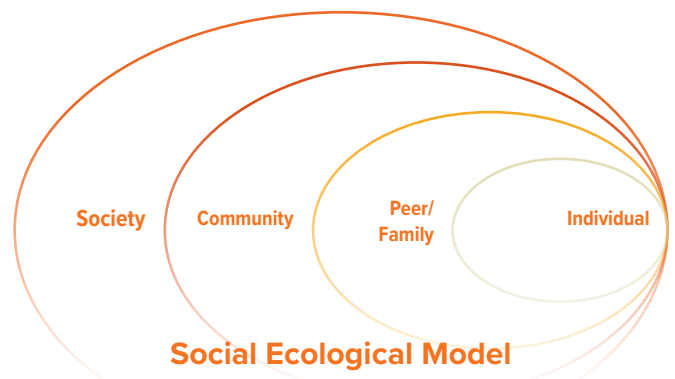 Society
Community
Peer/
Family
Individual
Social Ecological Model